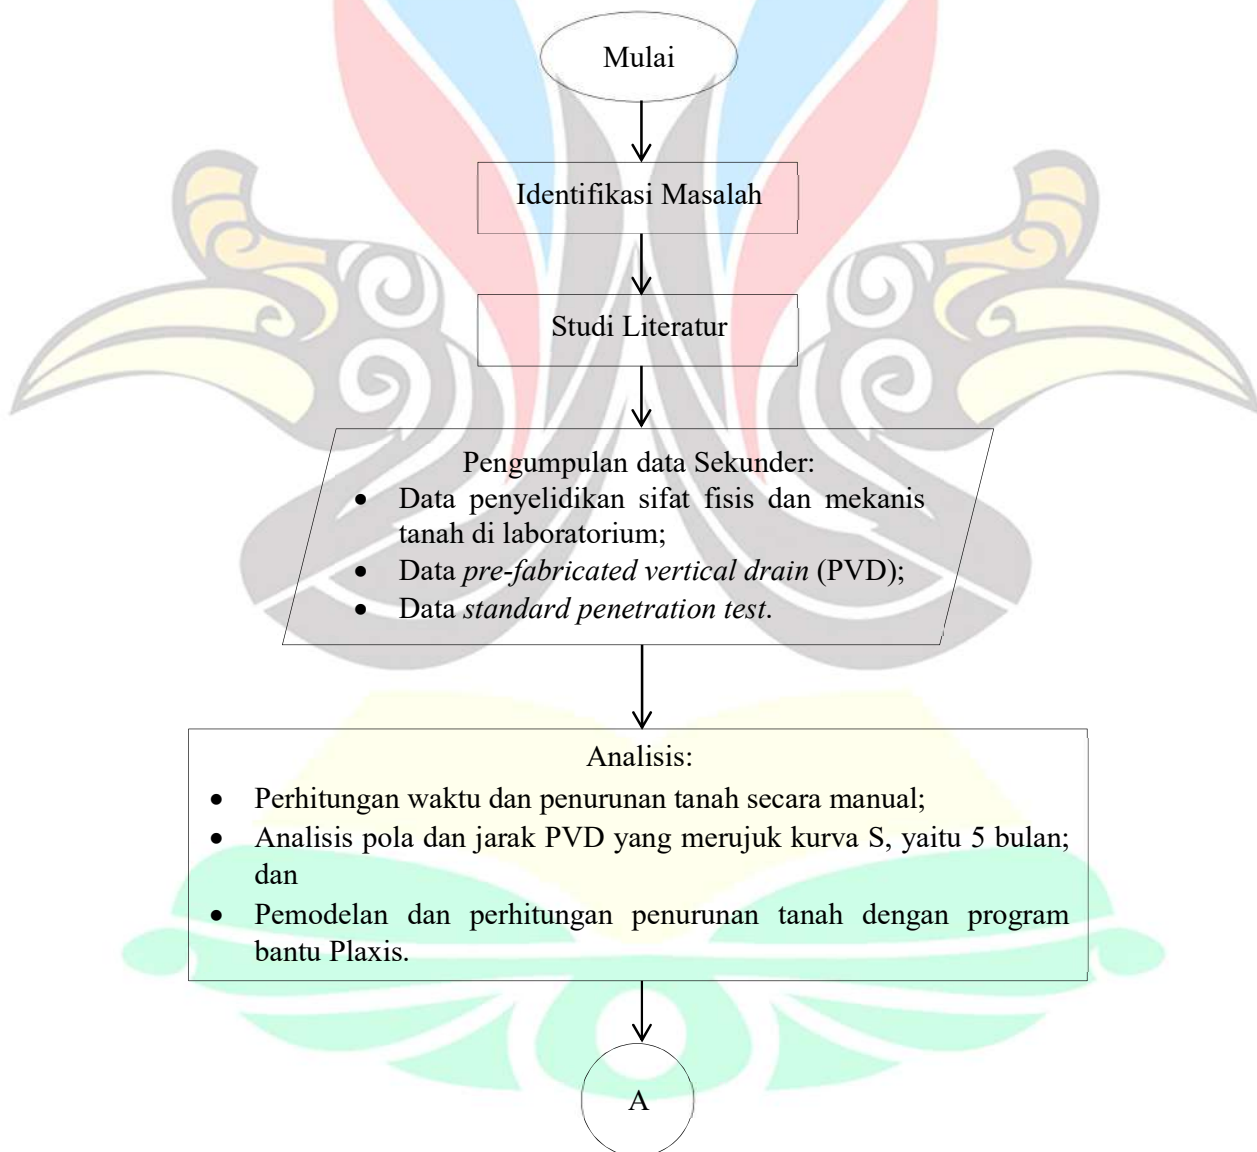 Mulai
Identifikasi Masalah
Studi Literatur
Pengumpulan data Sekunder:
• Data penyelidikan sifat fisis dan mekanis
tanah di laboratorium;
• Data pre-fabricated vertical drain (PVD);
• Data standard penetration test.
Analisis:
• Perhitungan waktu dan penurunan tanah secara manual;
• Analisis pola dan jarak PVD yang merujuk kurva S, yaitu 5 bulan;
dan
• Pemodelan dan perhitungan penurunan tanah dengan program
bantu Plaxis.
A